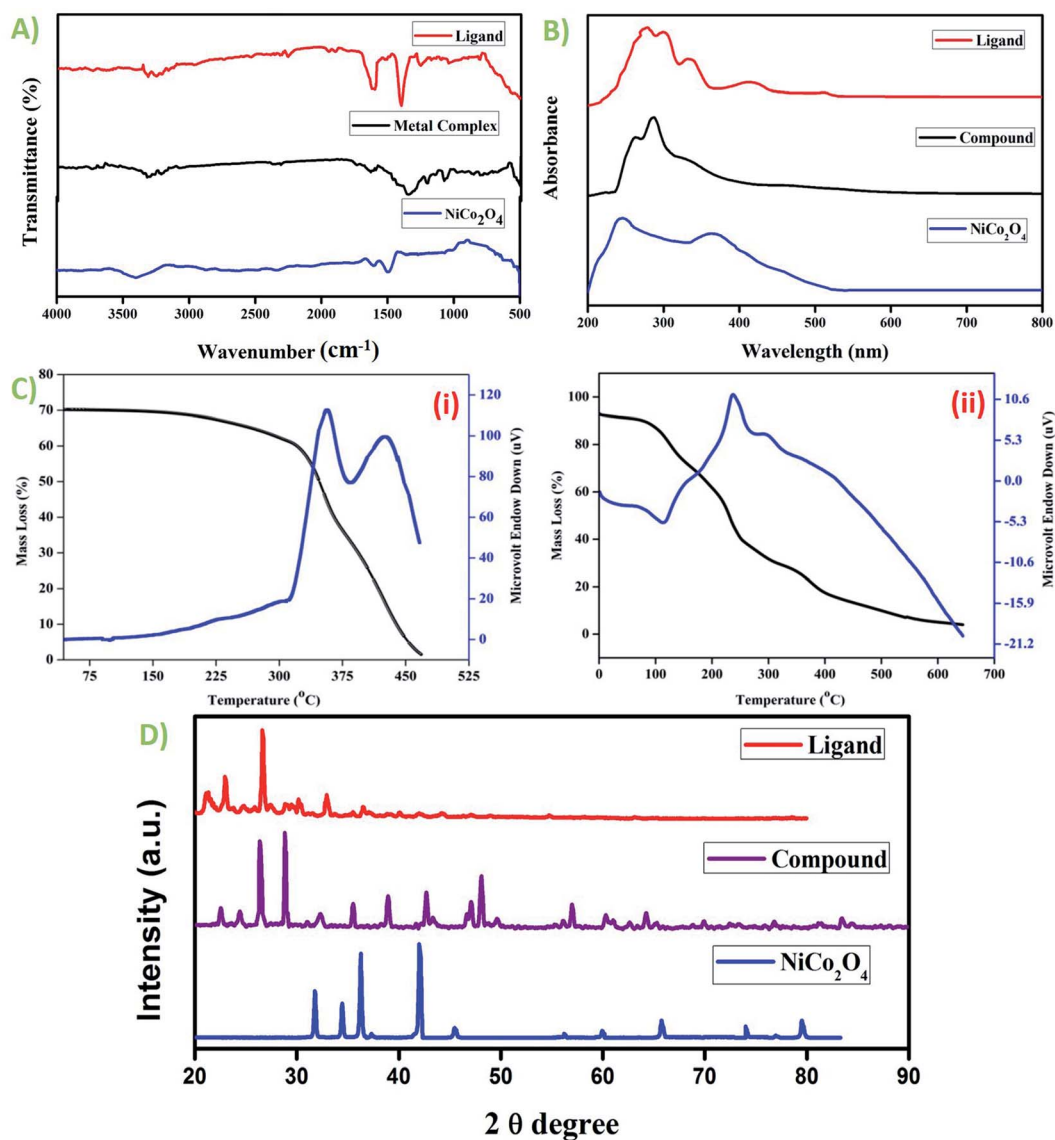 A)
Ligand
Metal Complex
NiCo2O4
Transmittance (%)
4000 3500 3000 2500 2000 1500 1000 500
Wavenumber (cm-1)
B)
Ligand
Compound
NiCo2O4
Absorbance
200 300 400 500 600 700 800
Wavelength (nm)
C)
(i)
80
70
60
50
40
30
20
10
0
Mass Loss (%)
120
100
80
60
40
20
0
Microvolt Endow Down (uV)
75 150 225 300 375 450 525
Temperature (oC)
(ii)
100
80
60
40
20
0
Mass Loss (%)
10.6
5.3
0.0
-5.3
-10.6
-15.9
-21.2
Microvolt Endow Down (uV)
0 100 200 300 400 500 600 700
Temperature (oC)
D)
Ligand
Compound
NiCo2O4
Intensity (a.u.)
20 30 40 50 60 70 80 90
2 θ degree